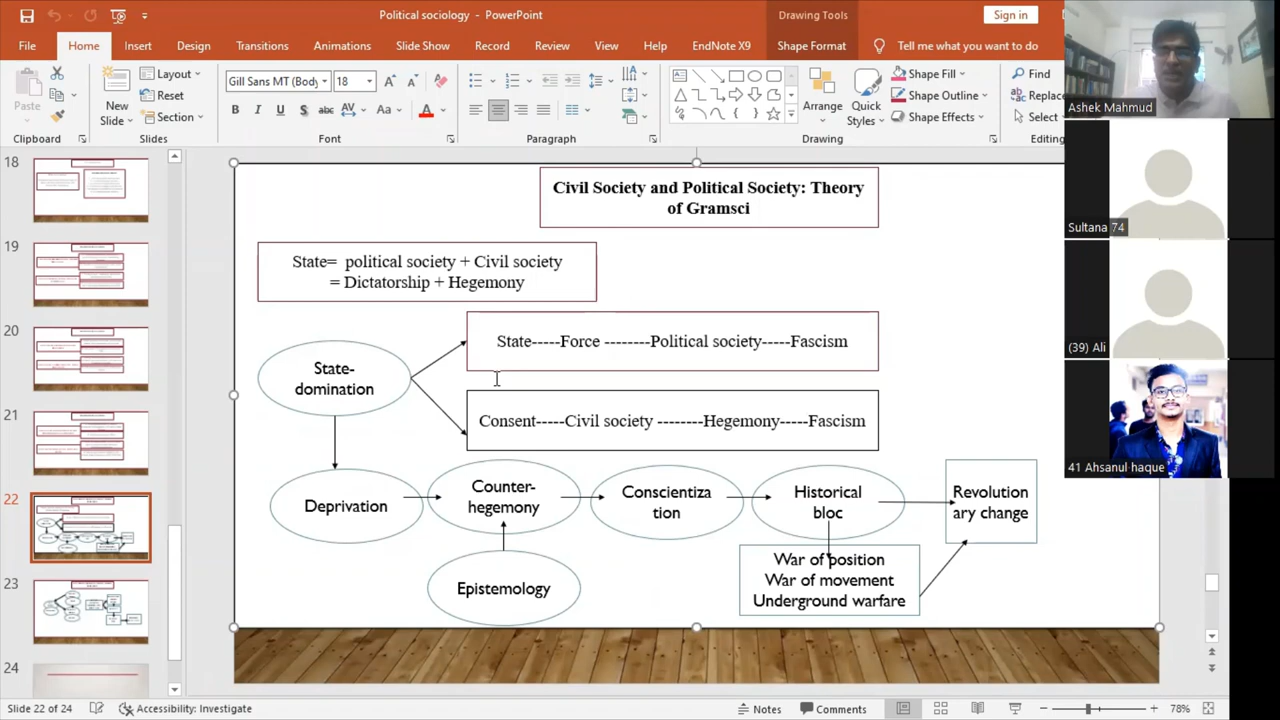 Political sociology - PowerPoint
Drawing Tools
Sign in
File
Home
Insert
Design
Transitions
Animations
Slide Show
Record
Review
View
Help
EndNote X9
Shape Format
Tell me what you want to do
Paste
Clipboard
New
Slide
Layout
Reset
Section
Slides
Gill Sans MT (Body
18
B I U S abc AV Aa A
Font
Paragraph
Arrange
Quick
Styles
Shape Fill
Shape Outline
Shape Effects
Drawing
Find
Replac
Select
Editing
Ashek Mahmud
Sultana 74
(39) Ali
41 Ahsanul haque
18
19
20
21
22
23
24
Civil Society and Political Society: Theory
of Gramsci
State= political society + Civil society
= Dictatorship + Hegemony
State-----Force --------Political society-----Fascism
State-
domination
Consent-----Civil society --------Hegemony-----Fascism
Deprivation
Counter-
hegemony
Conscientiza
tion
Historical
bloc
Revolution
ary change
Epistemology
War of position
War of movement
Underground warfare
Slide 22 of 24
Accessibility: Investigate
Notes
Comments
78%